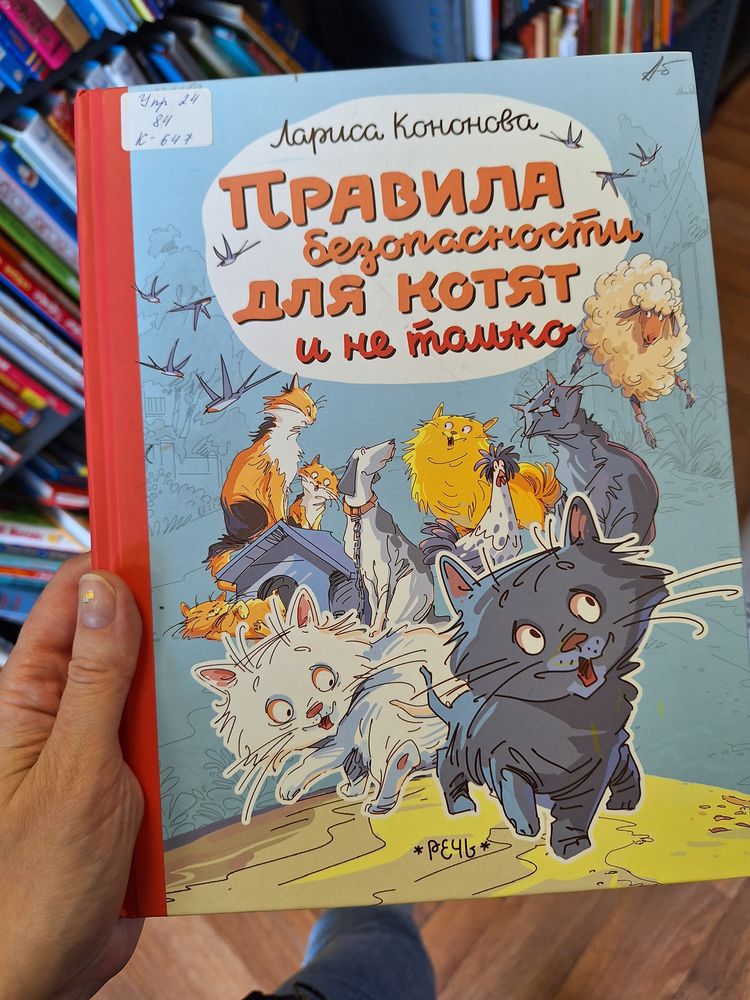 Упр. 24
84
К-647
Лариса Кононова
Правила
безопасности
для котят
и не только
*РЕЧЬ*